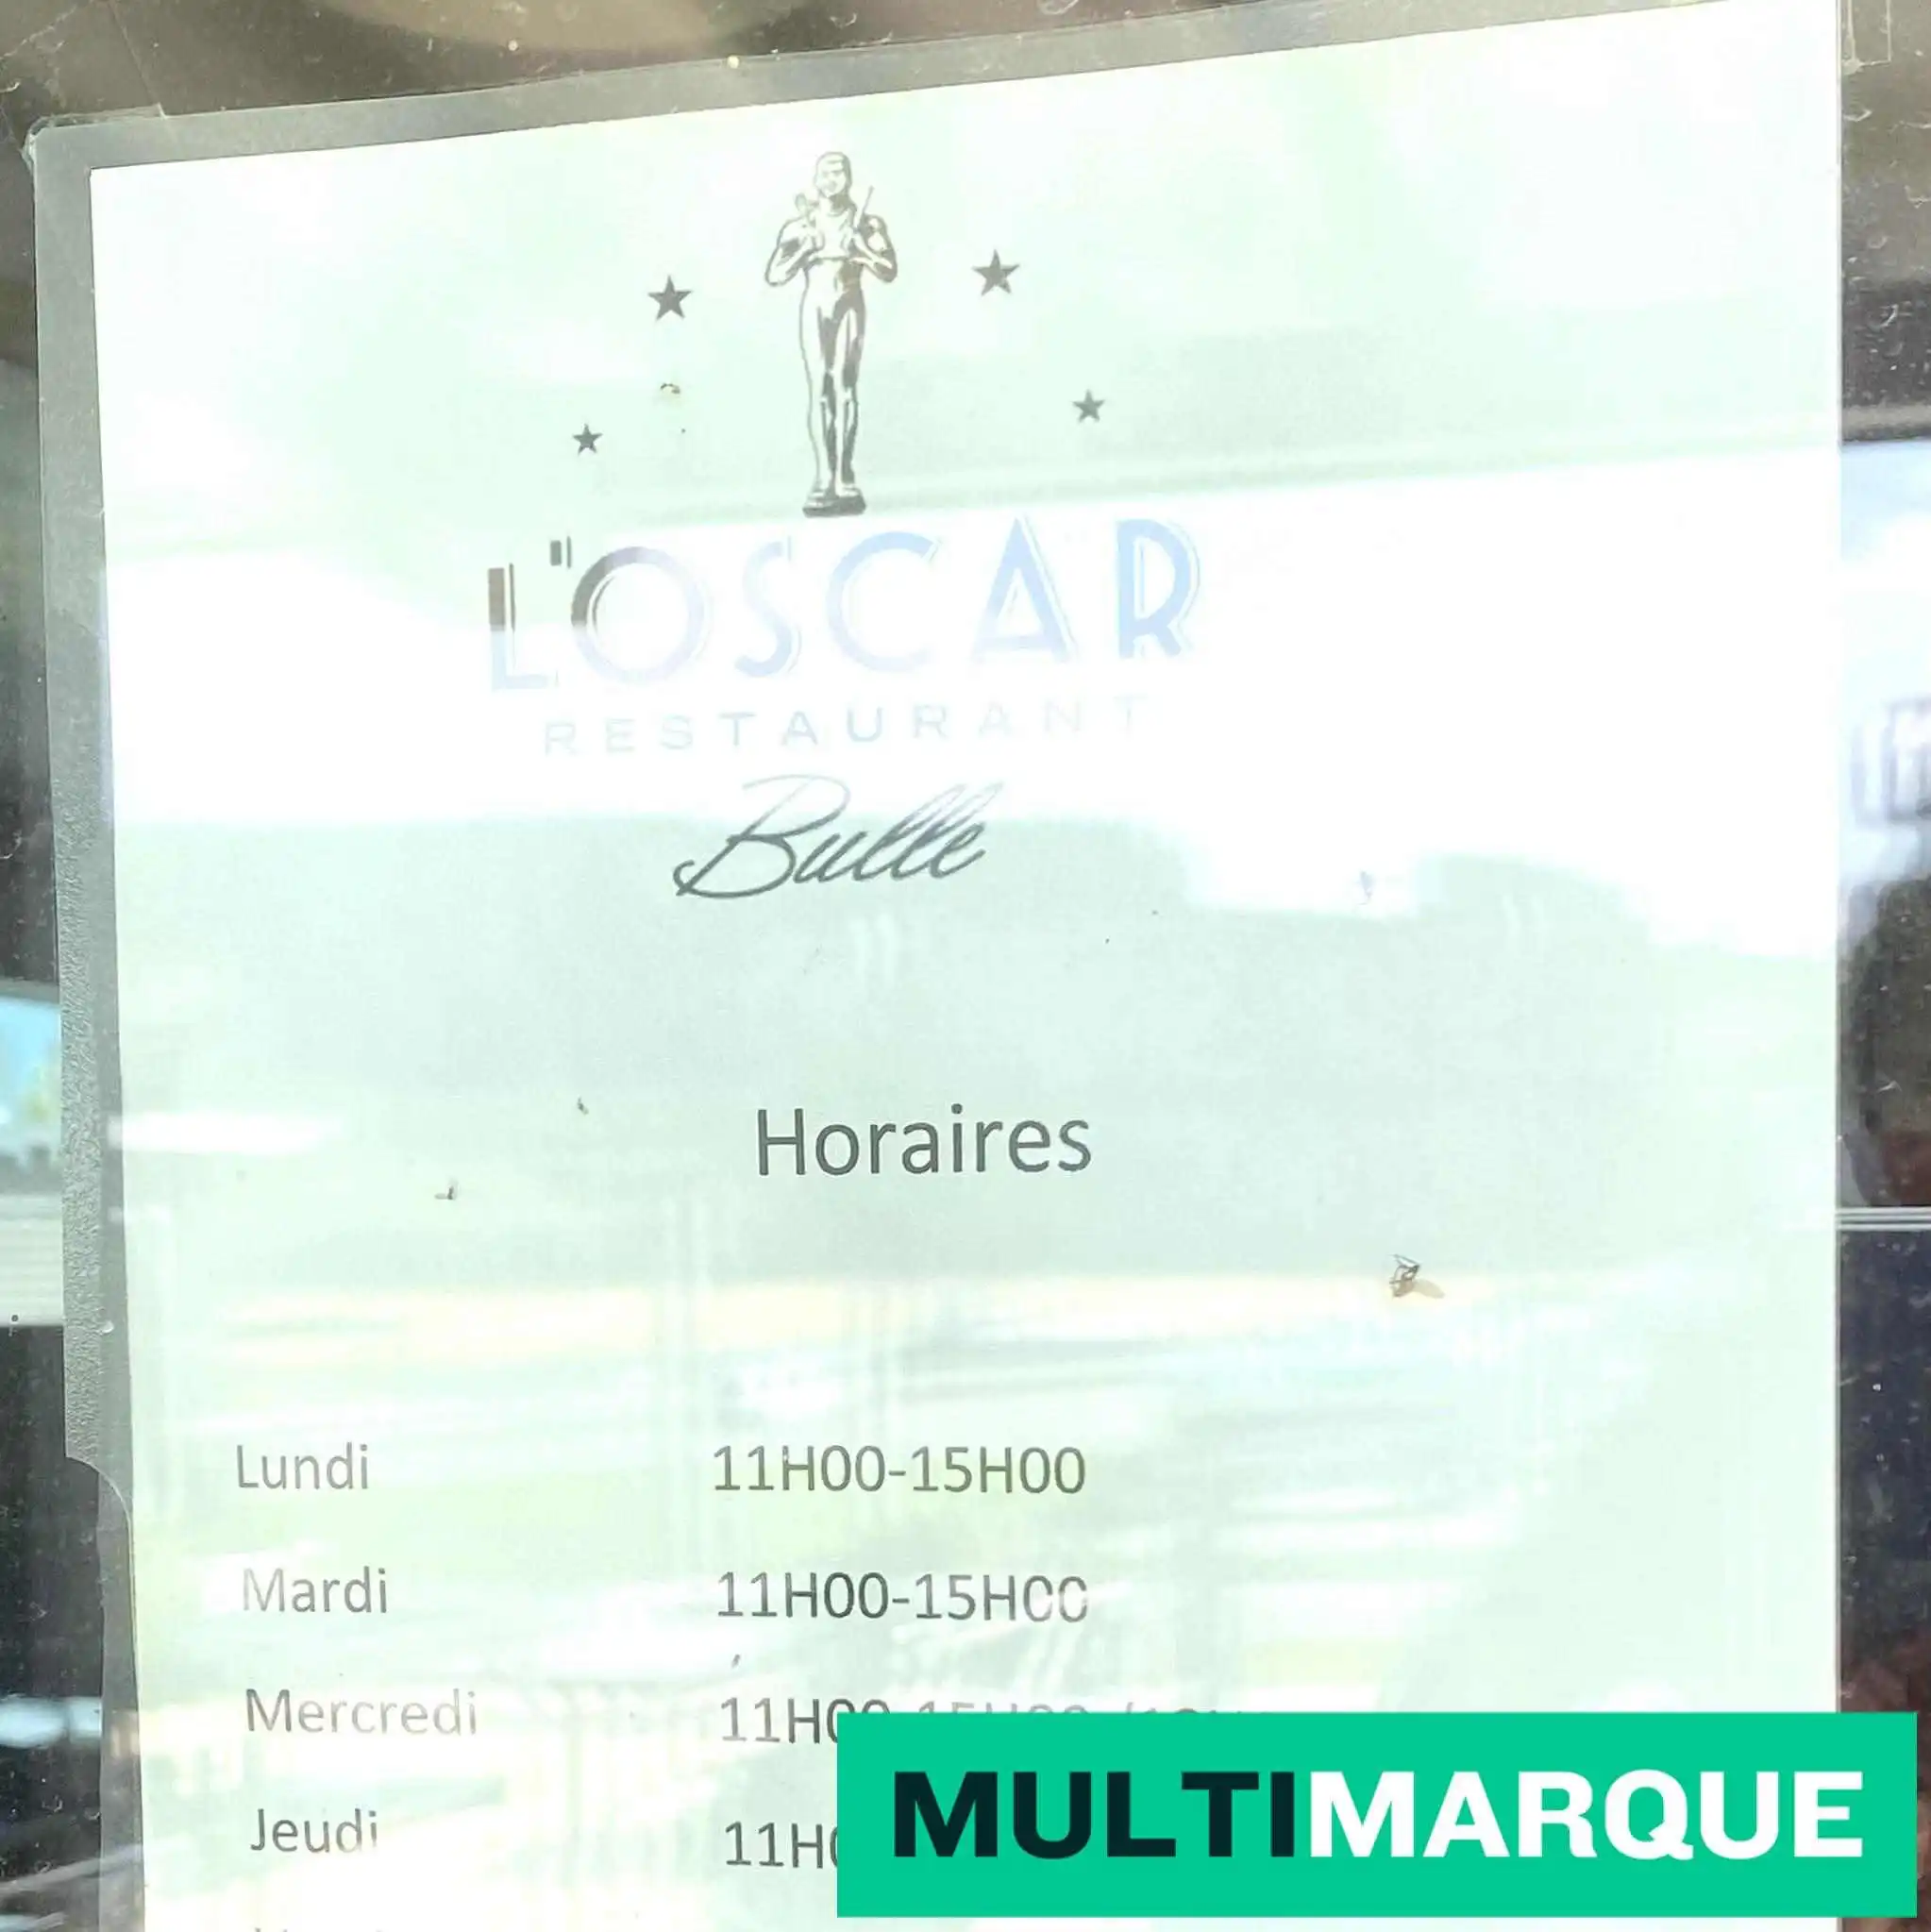 L'OSCAR
RESTAURANT
Bulle
Horaires
Lundi 11H00-15H00
Mardi 11H00-15H00
Mercredi
Jeudi
MULTIMARQUE